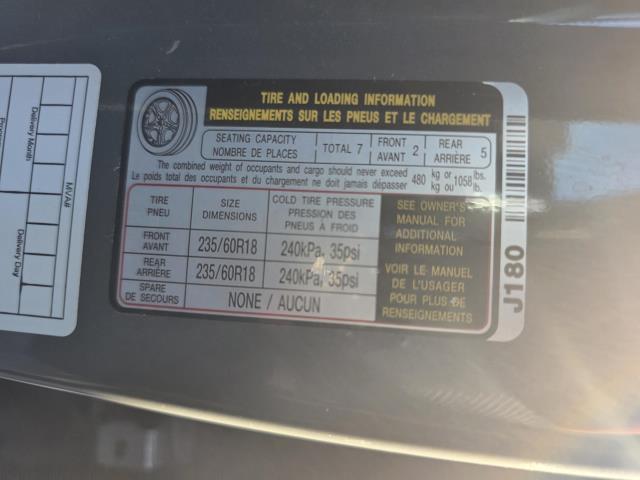 TIRE AND LOADING INFORMATION
RENSEIGNEMENTS SUR LES PNEUS ET LE CHARGEMENT
SEATING CAPACITY
NOMBRE DE PLACES
TOTAL 7
FRONT
AVANT 2
REAR
ARRIÈRE 5
The combined weight of occupants and cargo should never exceed 480 kg or 1058 lbs.
Le poids total des occupants et du chargement ne doit jamais dépasser 480 kg ou 1058 lb.
TIRE
PNEU
SIZE
DIMENSIONS
COLD TIRE PRESSURE
PRESSION DES
PNEUS À FROID
FRONT
AVANT
235/60R18
240kPa, 35psi
REAR
ARRIÈRE
235/60R18
240kPa, 35psi
SPARE
DE SECOURS
NONE / AUCUN
SEE OWNER'S
MANUAL FOR
ADDITIONAL
INFORMATION
VOIR LE MANUEL
DE L'USAGER
POUR PLUS DE
RENSEIGNEMENTS
J180
MVA#
Delivery Month
Delivery Day